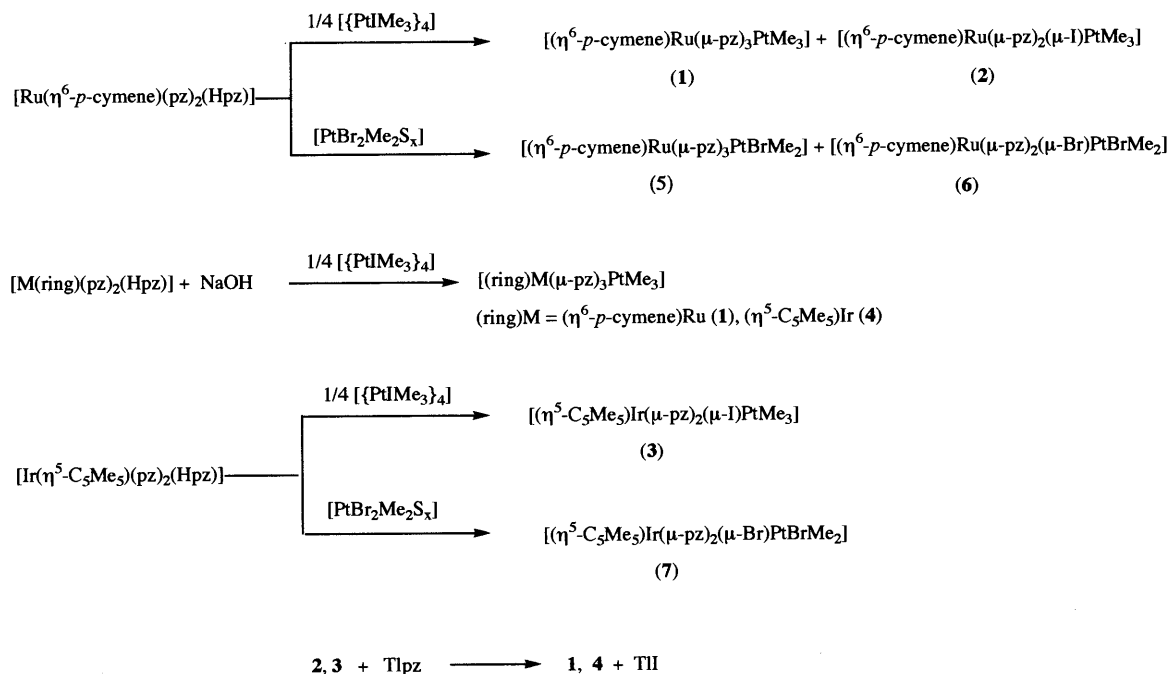 1/4 [{PtIMe₃}₄]
[Ru(η⁶-p-cymene)(pz)₂(Hpz)]
[(η⁶-p-cymene)Ru(μ-pz)₃PtMe₃] + [(η⁶-p-cymene)Ru(μ-pz)₂(μ-I)PtMe₃]
(1) (2)
[PtBr₂Me₂Sₓ]
[(η⁶-p-cymene)Ru(μ-pz)₃PtBrMe₂] + [(η⁶-p-cymene)Ru(μ-pz)₂(μ-Br)PtBrMe₂]
(5) (6)
[M(ring)(pz)₂(Hpz)] + NaOH
1/4 [{PtIMe₃}₄]
[(ring)M(μ-pz)₃PtMe₃]
(ring)M = (η⁶-p-cymene)Ru (1), (η⁵-C₅Me₅)Ir (4)
1/4 [{PtIMe₃}₄]
[Ir(η⁵-C₅Me₅)(pz)₂(Hpz)]
[(η⁵-C₅Me₅)Ir(μ-pz)₂(μ-I)PtMe₃]
(3)
[PtBr₂Me₂Sₓ]
[(η⁵-C₅Me₅)Ir(μ-pz)₂(μ-Br)PtBrMe₂]
(7)
2, 3 + Tlpz 1, 4 + TlI